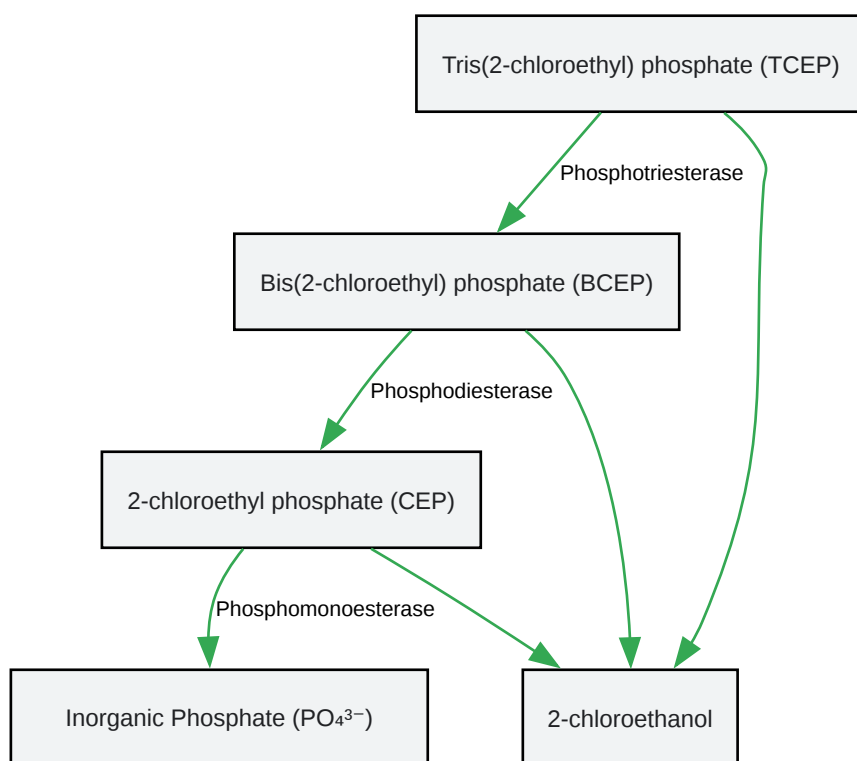 Tris(2-chloroethyl) phosphate (TCEP)
Phosphotriesterase
Bis(2-chloroethyl) phosphate (BCEP)
Phosphodiesterase
2-chloroethyl phosphate (CEP)
Phosphomonoesterase
Inorganic Phosphate (PO₄³⁻)
2-chloroethanol